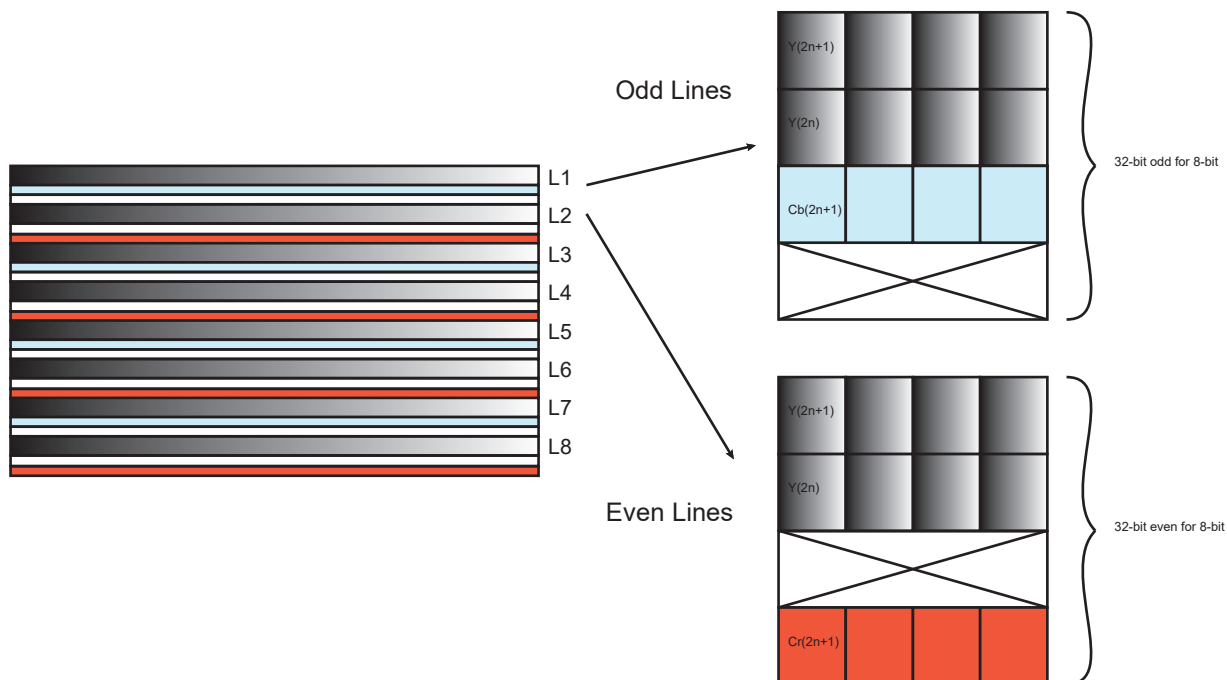 L1
L2
L3
L4
L5
L6
L7
L8
Odd Lines
Y(2n+1)
Y(2n)
Cb(2n+1)
32-bit odd for 8-bit
Even Lines
Y(2n+1)
Y(2n)
Cr(2n+1)
32-bit even for 8-bit